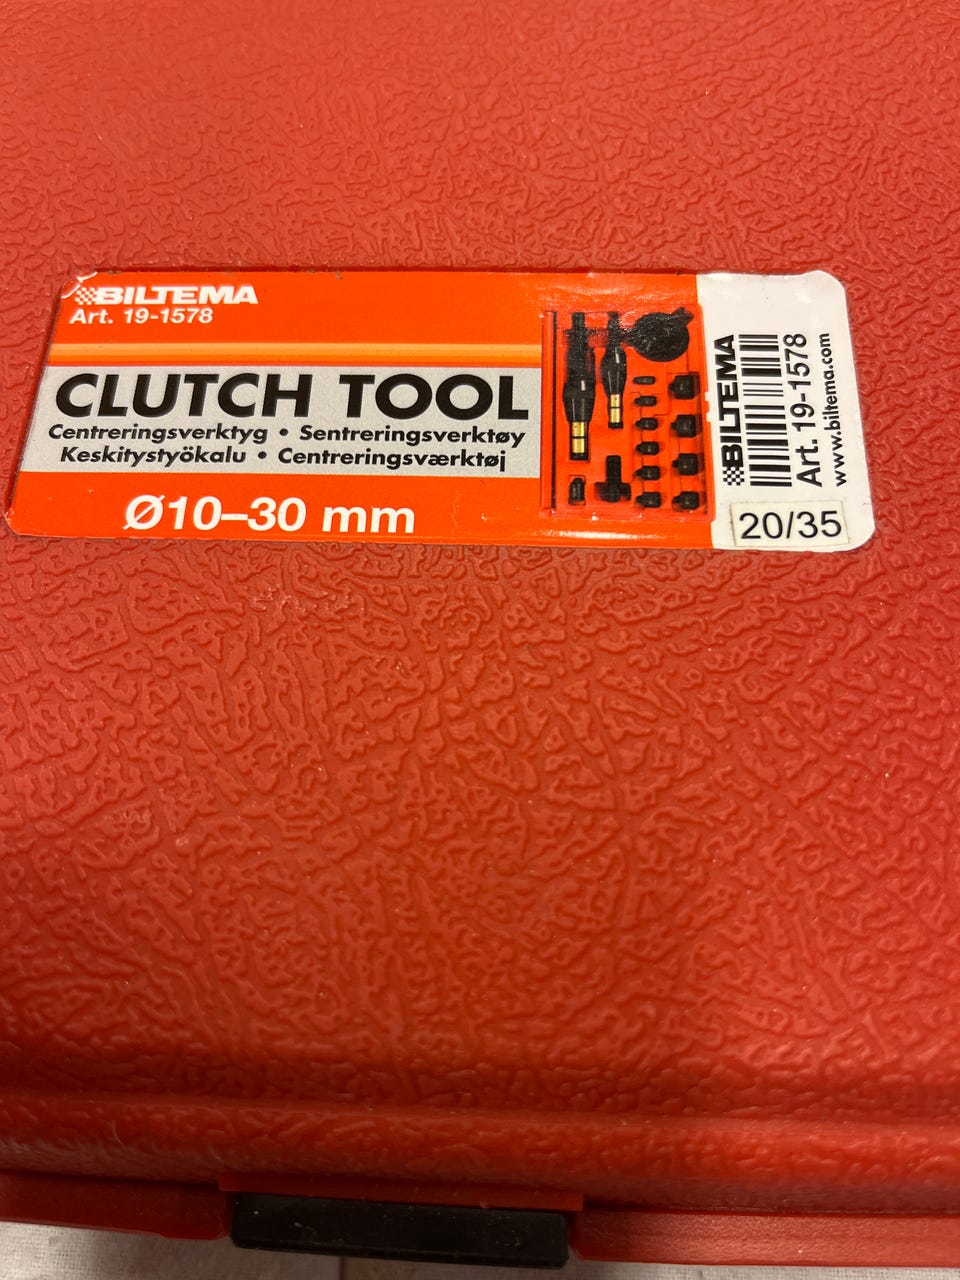 BILTEMA
Art. 19-1578
CLUTCH TOOL
Centreringsverktyg • Sentreringsverktøy
Keskitystyökalu • Centreringsværktøj
Ø10–30 mm
BILTEMA
Art. 19-1578
www.biltema.com
20/35